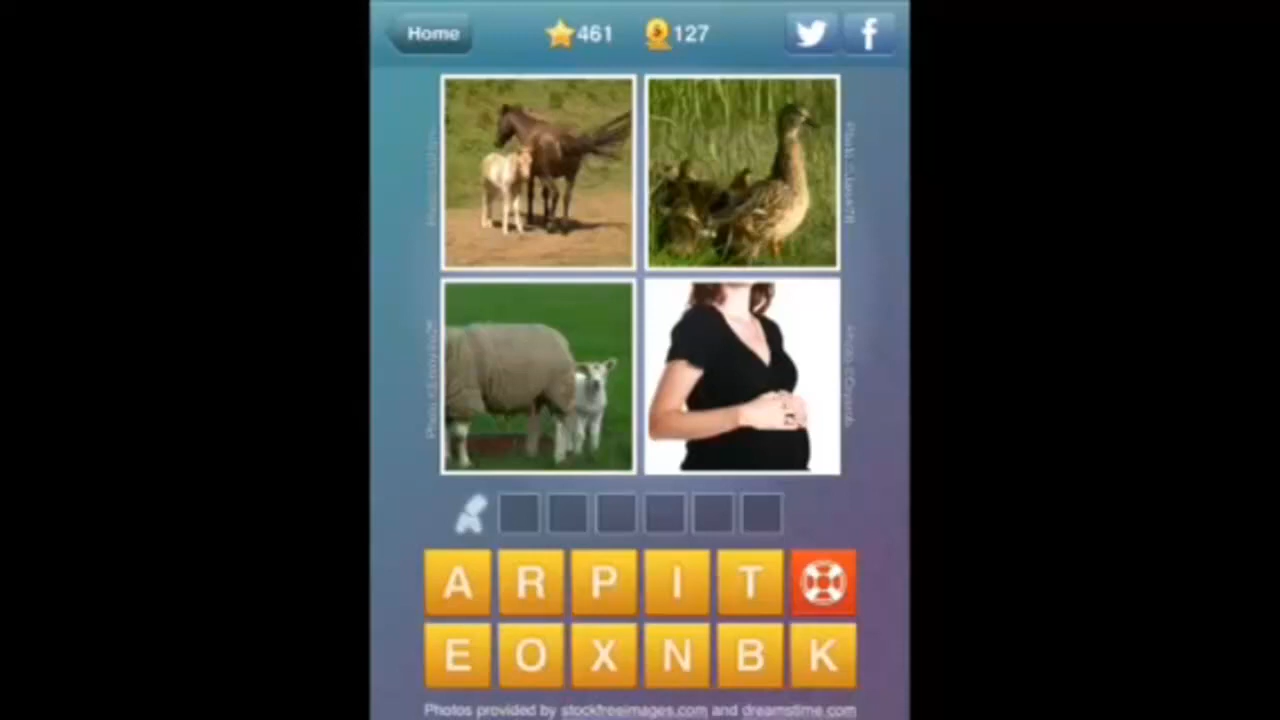 Home
461
127
A R P I T
E O X N B K
Photos provided by stockfreeimages.com and dreamstime.com